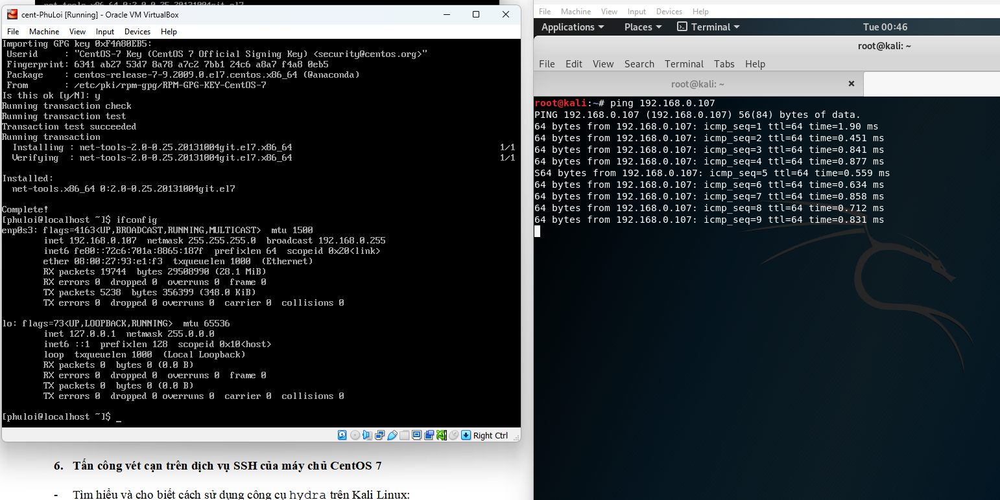 net-tools.x86_64 0:2.0-0.25.20131004git.el7
cent-PhuLoi [Running] - Oracle VM VirtualBox
File Machine View Input Devices Help
Importing GPG key 0xF4A80EB5:
Userid : "CentOS-7 Key (CentOS 7 Official Signing Key) <security@centos.org>"
Fingerprint: 6341 ab27 53d7 8a78 a7c2 7bb1 24c6 a8a7 f4a8 0eb5
Package : centos-release-7-9.2009.0.el7.centos.x86_64 (@anaconda)
From : /etc/pki/rpm-gpg/RPM-GPG-KEY-CentOS-7
Is this ok [y/N]: y
Running transaction check
Running transaction test
Transaction test succeeded
Running transaction
Installing : net-tools-2.0-0.25.20131004git.el7.x86_64 1/1
Verifying : net-tools-2.0-0.25.20131004git.el7.x86_64 1/1
Installed:
net-tools.x86_64 0:2.0-0.25.20131004git.el7
Complete!
[phuloi@localhost ~]$ ifconfig
enp0s3: flags=4163<UP,BROADCAST,RUNNING,MULTICAST> mtu 1500
inet 192.168.0.107 netmask 255.255.255.0 broadcast 192.168.0.255
inet6 fe80::72c6:701a:8865:187f prefixlen 64 scopeid 0x20<link>
ether 08:00:27:93:e1:f3 txqueuelen 1000 (Ethernet)
RX packets 19744 bytes 29508990 (28.1 MiB)
RX errors 0 dropped 0 overruns 0 frame 0
TX packets 5238 bytes 356399 (348.0 KiB)
TX errors 0 dropped 0 overruns 0 carrier 0 collisions 0
lo: flags=73<UP,LOOPBACK,RUNNING> mtu 65536
inet 127.0.0.1 netmask 255.0.0.0
inet6 ::1 prefixlen 128 scopeid 0x10<host>
loop txqueuelen 1000 (Local Loopback)
RX packets 0 bytes 0 (0.0 B)
RX errors 0 dropped 0 overruns 0 frame 0
TX packets 0 bytes 0 (0.0 B)
TX errors 0 dropped 0 overruns 0 carrier 0 collisions 0
[phuloi@localhost ~]$ _
Right Ctrl
6. Tấn công vét cạn trên dịch vụ SSH của máy chủ CentOS 7
- Tìm hiểu và cho biết cách sử dụng công cụ hydra trên Kali Linux:
File Machine View Input Devices Help
Applications Places Terminal Tue 00:46
root@kali: ~
File Edit View Search Terminal Tabs Help
root@kali: ~
root@kali:~# ping 192.168.0.107
PING 192.168.0.107 (192.168.0.107) 56(84) bytes of data.
64 bytes from 192.168.0.107: icmp_seq=1 ttl=64 time=1.90 ms
64 bytes from 192.168.0.107: icmp_seq=2 ttl=64 time=0.451 ms
64 bytes from 192.168.0.107: icmp_seq=3 ttl=64 time=0.841 ms
64 bytes from 192.168.0.107: icmp_seq=4 ttl=64 time=0.877 ms
S64 bytes from 192.168.0.107: icmp_seq=5 ttl=64 time=0.559 ms
64 bytes from 192.168.0.107: icmp_seq=6 ttl=64 time=0.634 ms
64 bytes from 192.168.0.107: icmp_seq=7 ttl=64 time=0.858 ms
64 bytes from 192.168.0.107: icmp_seq=8 ttl=64 time=0.712 ms
64 bytes from 192.168.0.107: icmp_seq=9 ttl=64 time=0.831 ms